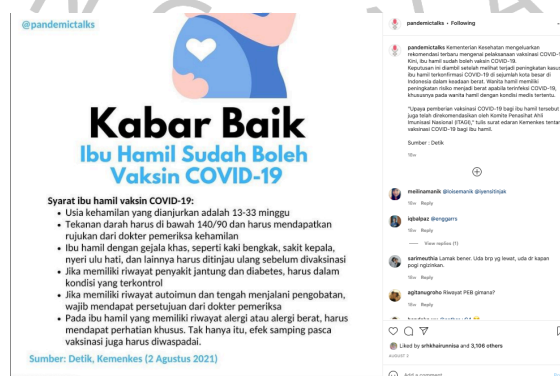 @pandemictalks
Kabar Baik
Ibu Hamil Sudah Boleh
Vaksin COVID-19
Syarat ibu hamil vaksin COVID-19:
• Usia kehamilan yang dianjurkan adalah 13-33 minggu
• Tekanan darah harus di bawah 140/90 dan harus mendapatkan
rujukan dari dokter pemeriksa kehamilan
• Ibu hamil dengan gejala khas, seperti kaki bengkak, sakit kepala,
nyeri ulu hati, dan lainnya harus ditinjau ulang sebelum divaksinasi
• Jika memiliki riwayat penyakit jantung dan diabetes, harus dalam
kondisi yang terkontrol
• Jika memiliki riwayat autoimun dan tengah menjalani pengobatan,
wajib mendapat persetujuan dari dokter pemeriksa
• Pada ibu hamil yang memiliki riwayat alergi atau alergi berat, harus
mendapat perhatian khusus. Tak hanya itu, efek samping pasca
vaksinasi juga harus diwaspadai.
Sumber: Detik, Kemenkes (2 Agustus 2021)
pandemictalks • Following
pandemictalks Kementerian Kesehatan mengeluarkan
rekomendasi terbaru mengenai pelaksanaan vaksinasi COVID-1
Kini, ibu hamil sudah boleh vaksin COVID-19.
Keputusan ini diambil setelah melihat terjadi peningkatan kasus
ibu hamil terkonfirmasi COVID-19 di sejumlah kota besar di
Indonesia dalam keadaan berat. Wanita hamil memiliki
peningkatan risiko menjadi berat apabila terinfeksi COVID-19,
khususnya pada wanita hamil dengan kondisi medis tertentu.
"Upaya pemberian vaksinasi COVID-19 bagi ibu hamil tersebut
juga telah direkomendasikan oleh Komite Penasihat Ahli
Imunisasi Nasional (ITAGI)," tulis surat edaran Kemenkes tentan
vaksinasi COVID-19 bagi ibu hamil.
Sumber : Detik
meilinamanik @loisemanik @iyensitinjak
Reply
iqbalpaz @enggarrs
Reply
View replies (1)
sarimeuthia Lamak bener. Uda brp yg lewat, uda dr kapan
pogi ngizinkan.
Reply
agitanugroho Riwayat PEB gimana?
Reply
Liked by srhkhairunnisa and 3,106 others
AUGUST 2
Add a comment